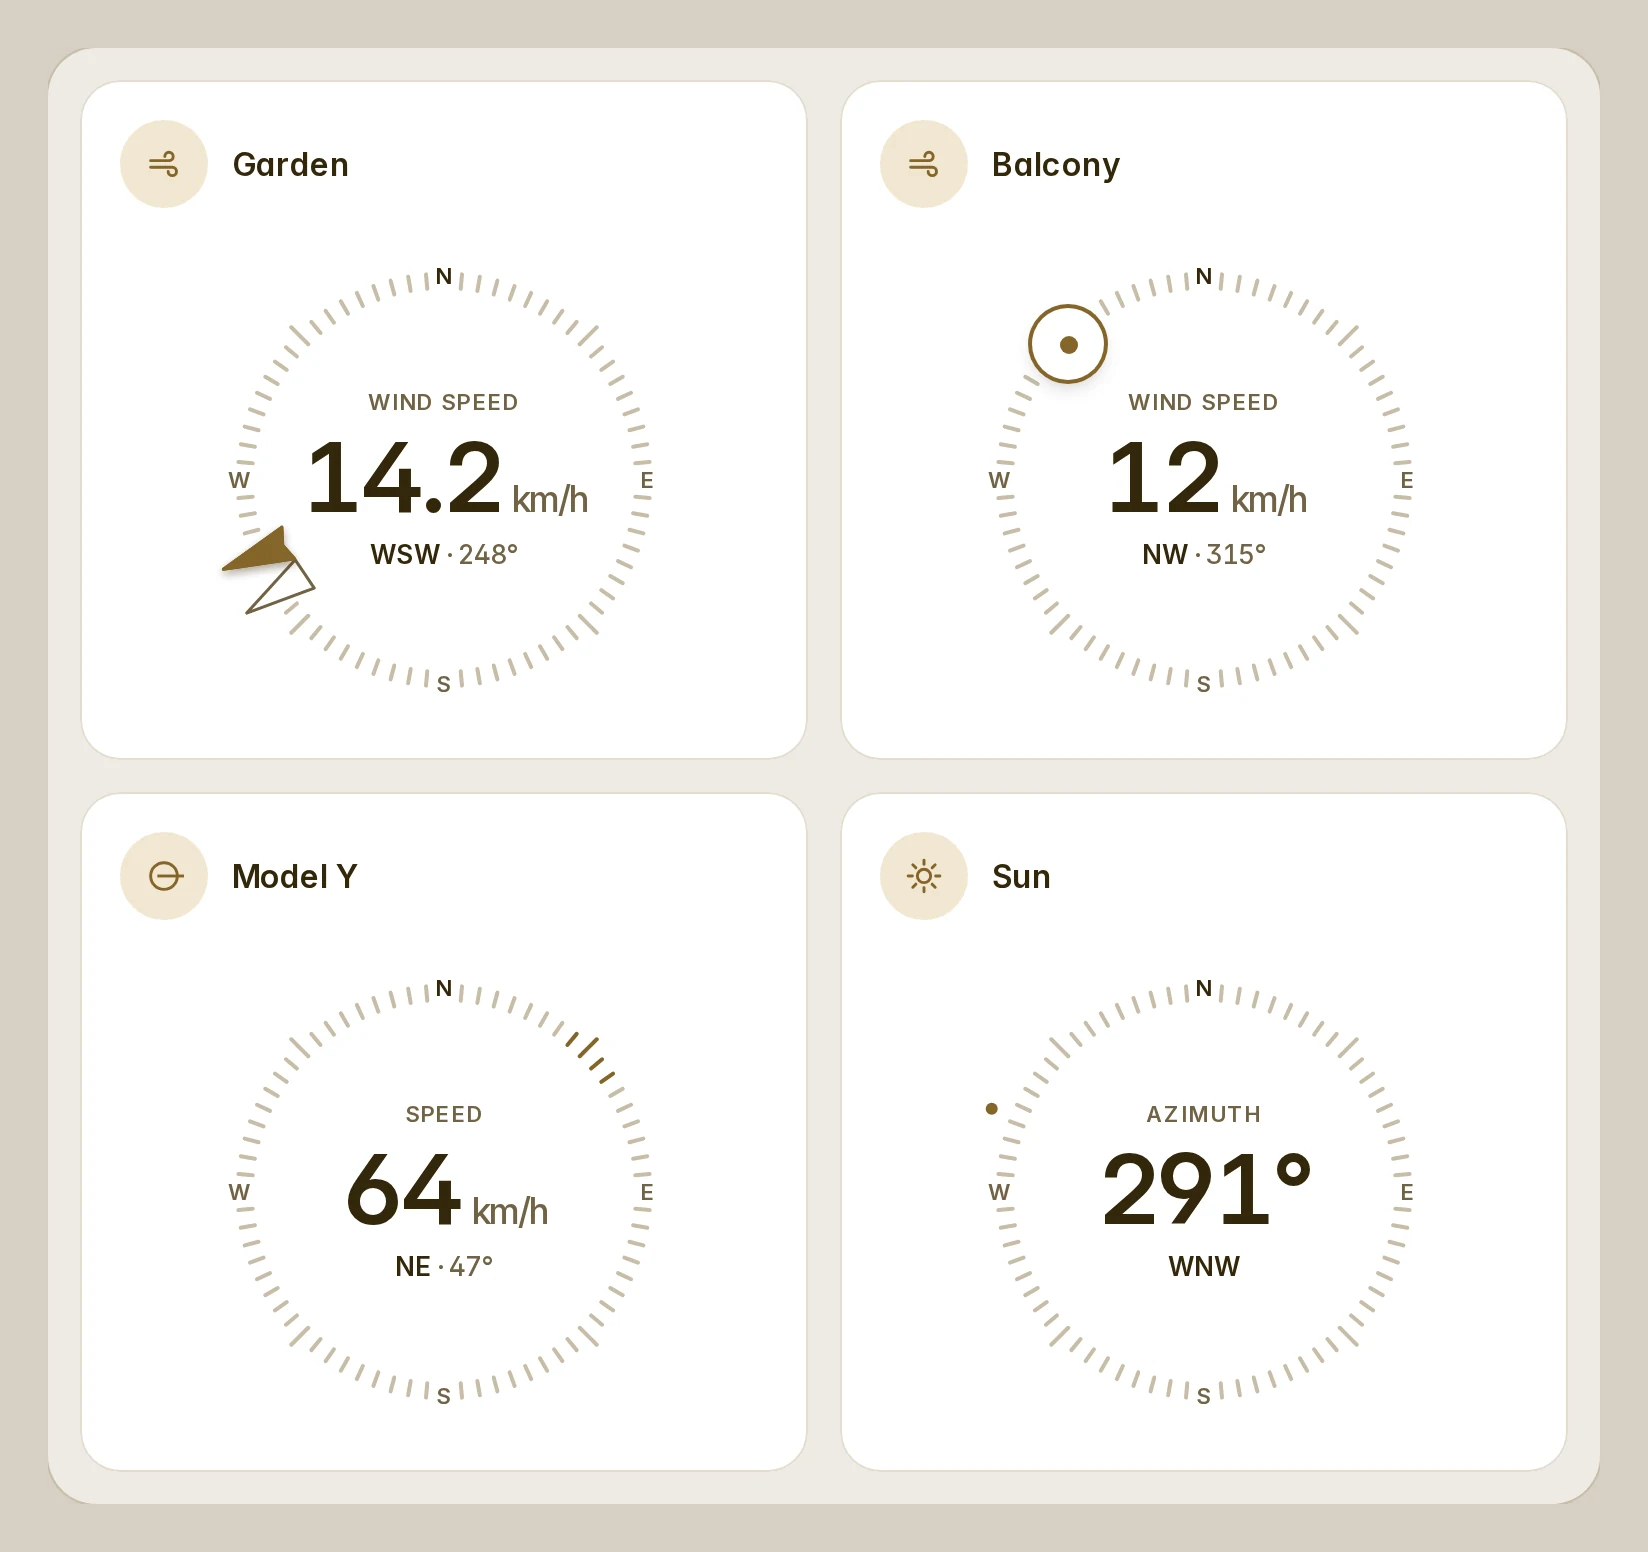 Garden
N
WIND SPEED
W
14.2 km/h
E
WSW · 248°
S
Balcony
N
WIND SPEED
W
12 km/h
E
NW · 315°
S
Model Y
N
SPEED
W
64 km/h
E
NE · 47°
S
Sun
N
AZIMUTH
W
291°
E
WNW
S